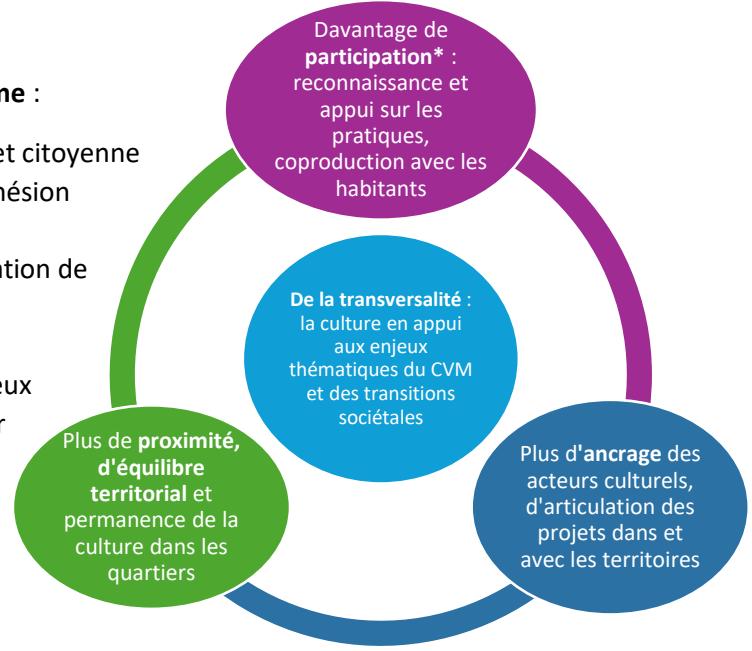 me :
et citoyenne
hésion
ation de
eux
r
Davantage de
participation* :
reconnaissance et
appui sur les
pratiques,
coproduction avec les
habitants
De la transversalité :
la culture en appui
aux enjeux
thématiques du CVM
et des transitions
sociétales
Plus de proximité,
d'équilibre
territorial et
permanence de la
culture dans les
quartiers
Plus d'ancrage des
acteurs culturels,
d'articulation des
projets dans et
avec les territoires